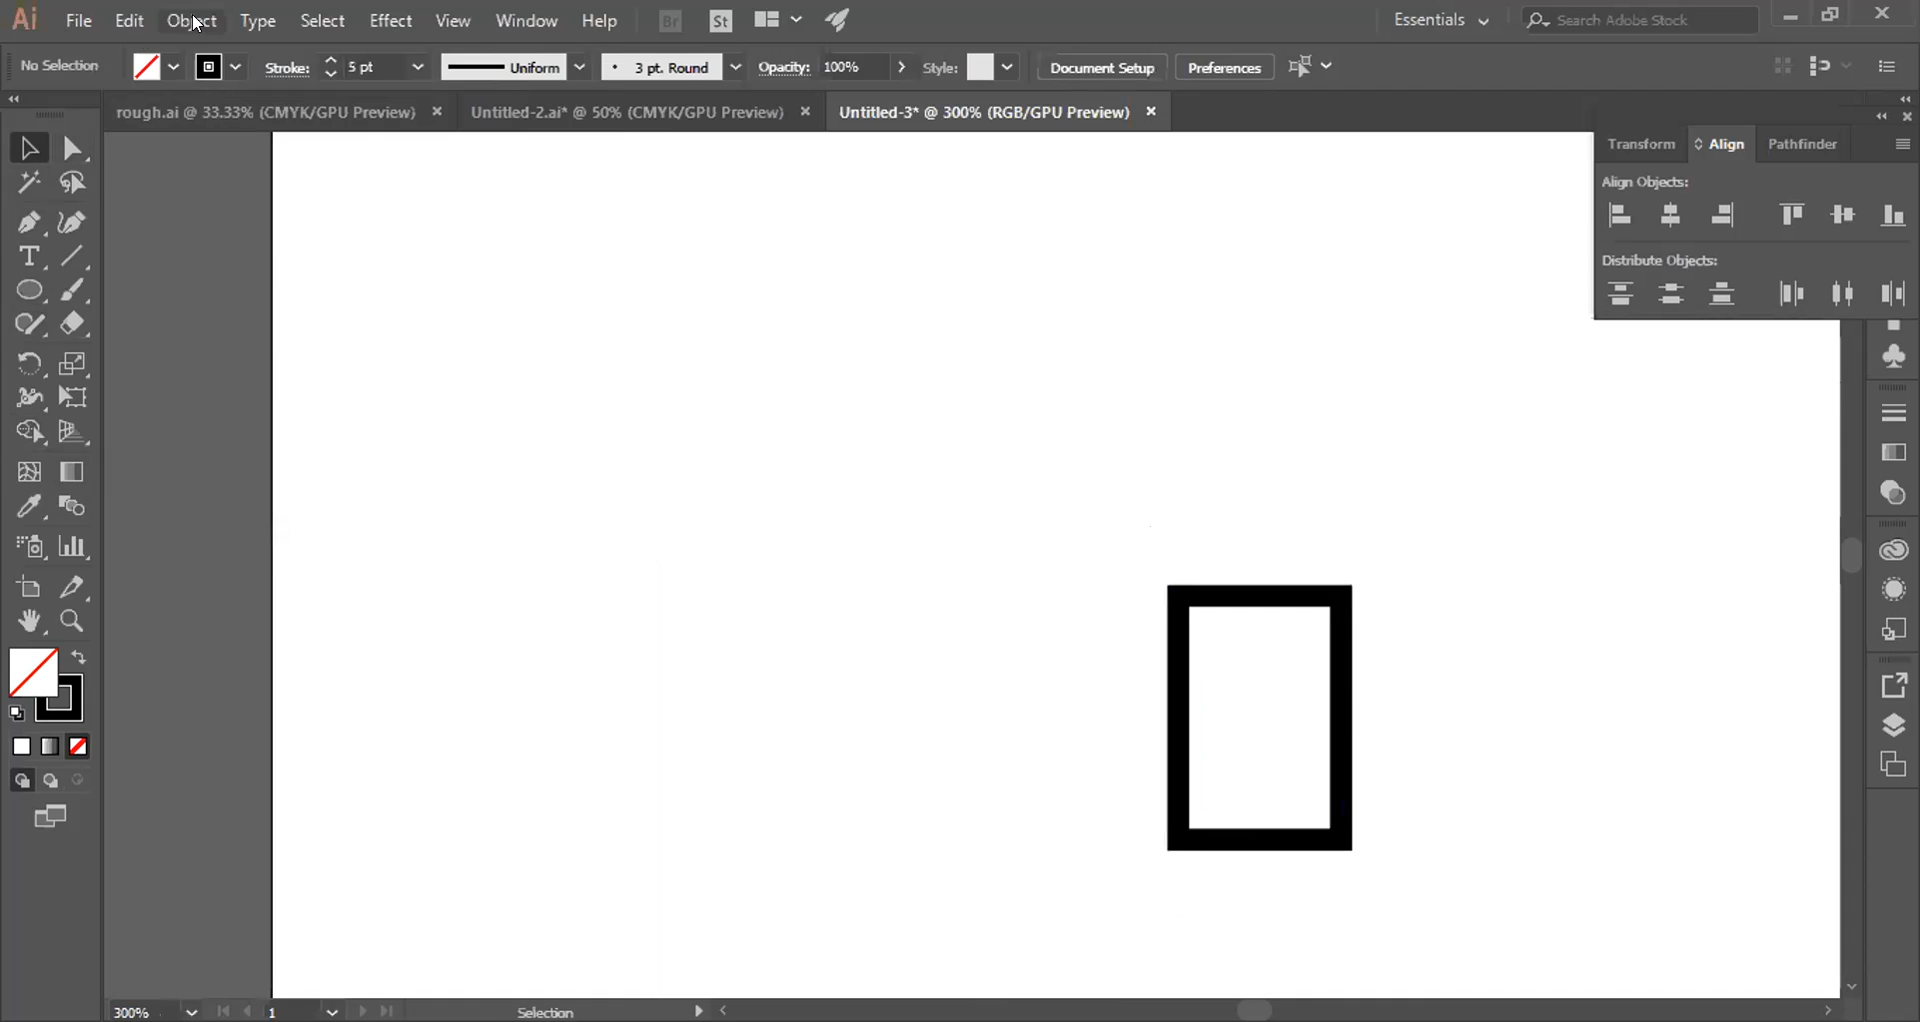 Ai File Edit Object Type Select Effect View Window Help Br St Essentials Search Adobe Stock
No Selection Stroke: 5 pt Uniform 3 pt. Round Opacity: 100% Style: Document Setup Preferences
rough.ai @ 33.33% (CMYK/GPU Preview) Untitled-2.ai* @ 50% (CMYK/GPU Preview) Untitled-3* @ 300% (RGB/GPU Preview)
Transform Align Pathfinder
Align Objects:
Distribute Objects:
300% 1 Selection